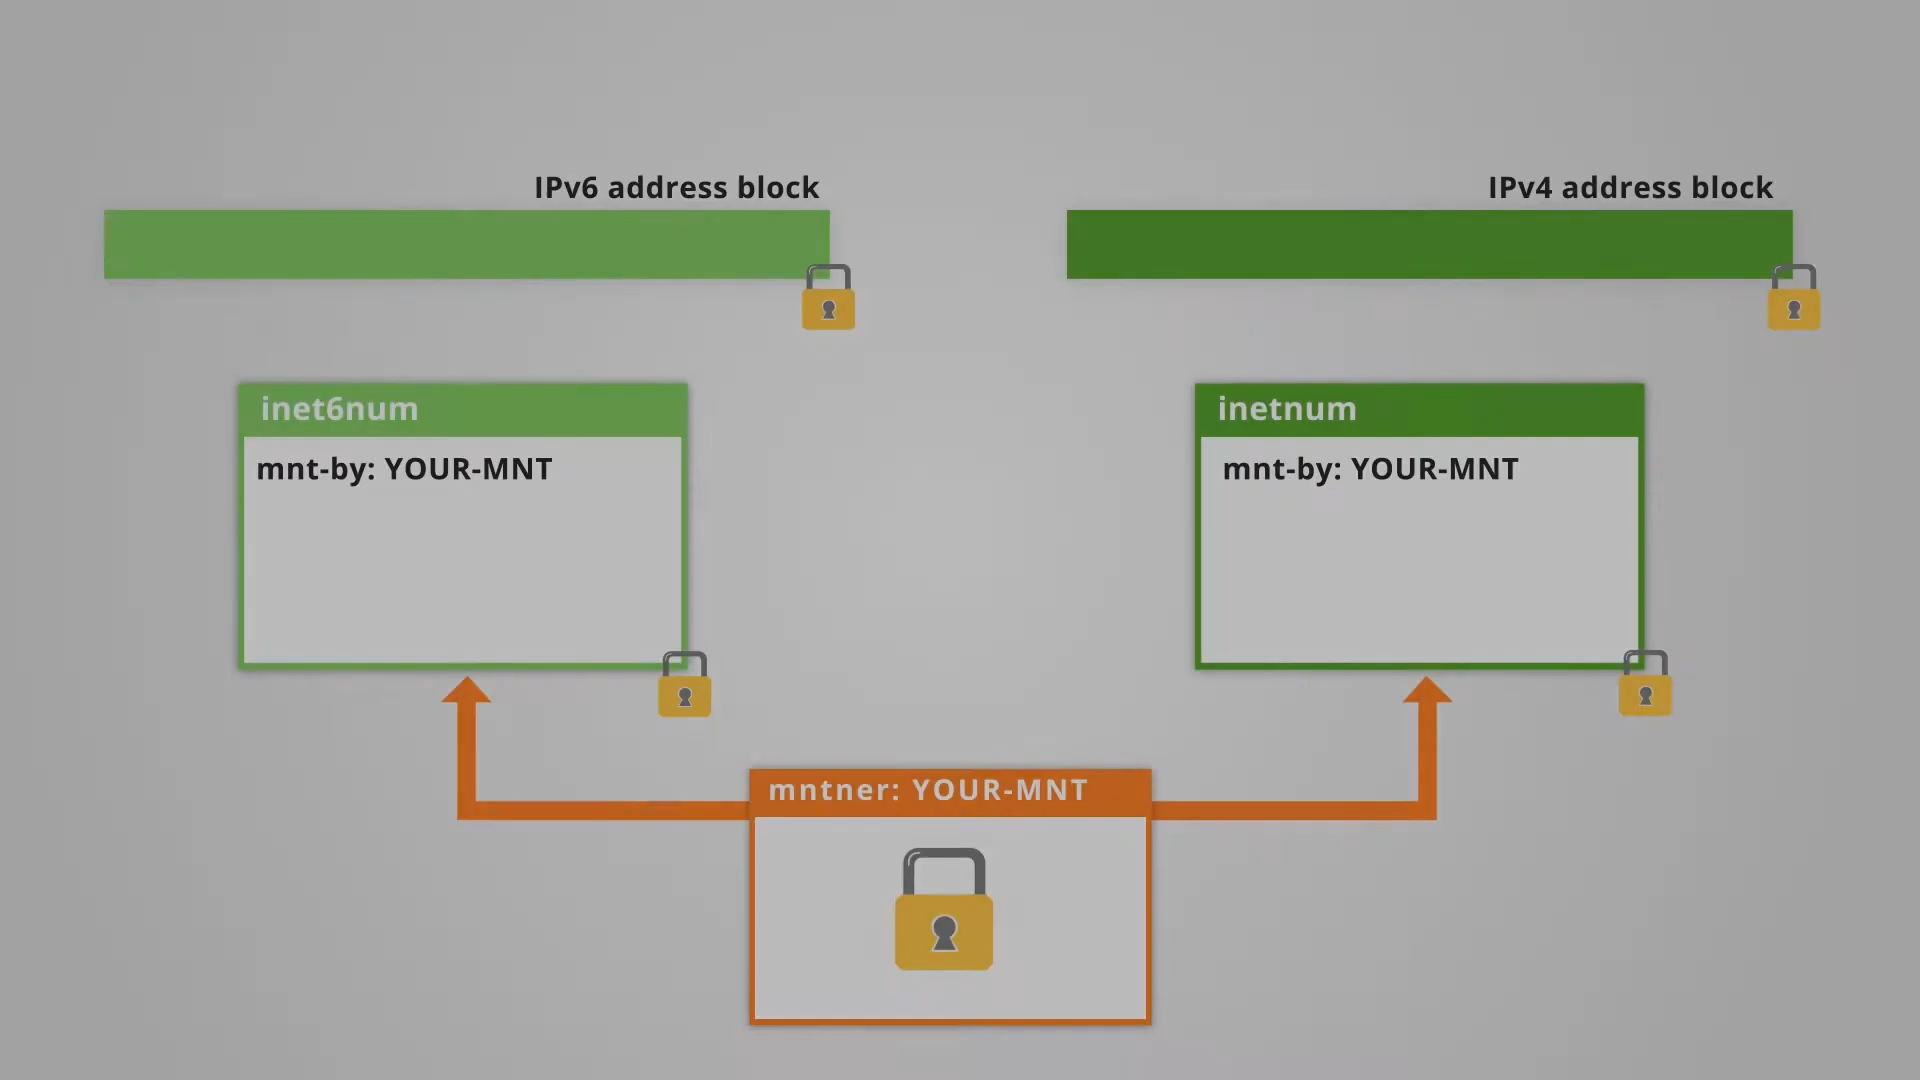 IPv6 address block
IPv4 address block
inet6num
mnt-by: YOUR-MNT
inetnum
mnt-by: YOUR-MNT
mntner: YOUR-MNT